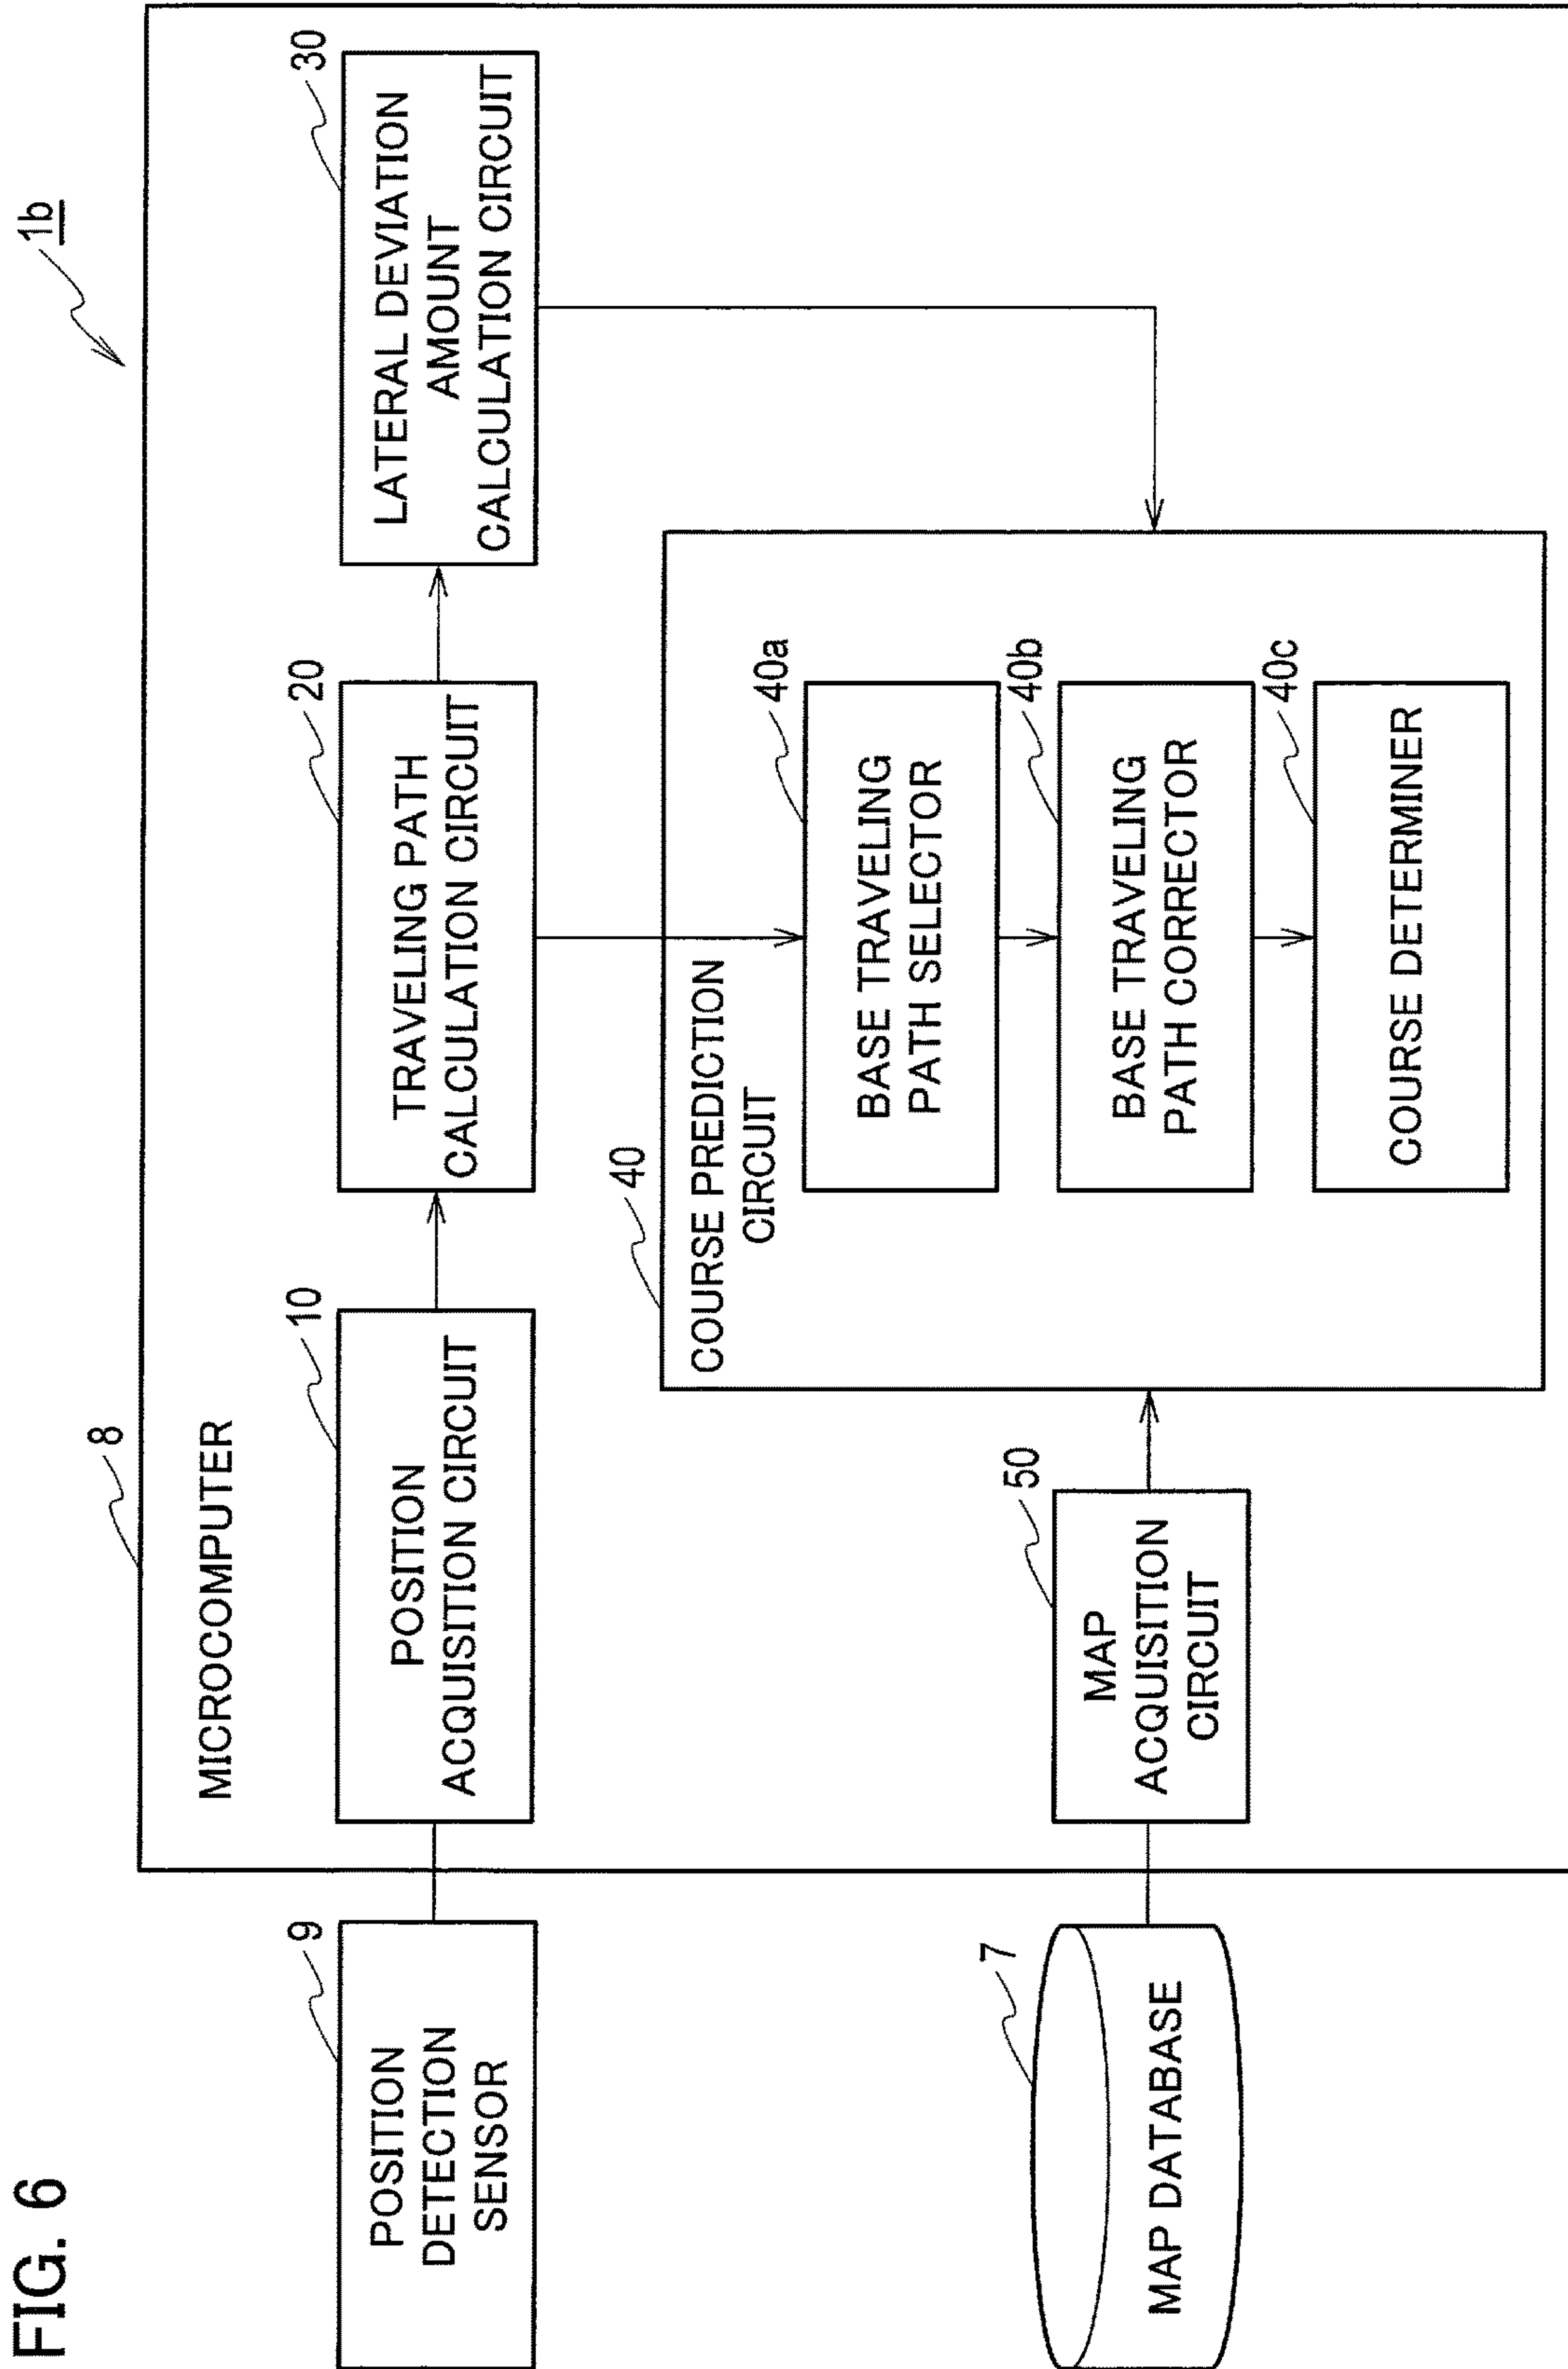 FIG. 6
1b
8
MICROCOMPUTER
9
POSITION
DETECTION
SENSOR
10
POSITION
ACQUISITION CIRCUIT
20
TRAVELING PATH
CALCULATION CIRCUIT
30
LATERAL DEVIATION
AMOUNT
CALCULATION CIRCUIT
40
COURSE PREDICTION
CIRCUIT
40a
BASE TRAVELING
PATH SELECTOR
40b
BASE TRAVELING
PATH CORRECTOR
40c
COURSE DETERMINER
7
MAP DATABASE
50
MAP
ACQUISITION
CIRCUIT